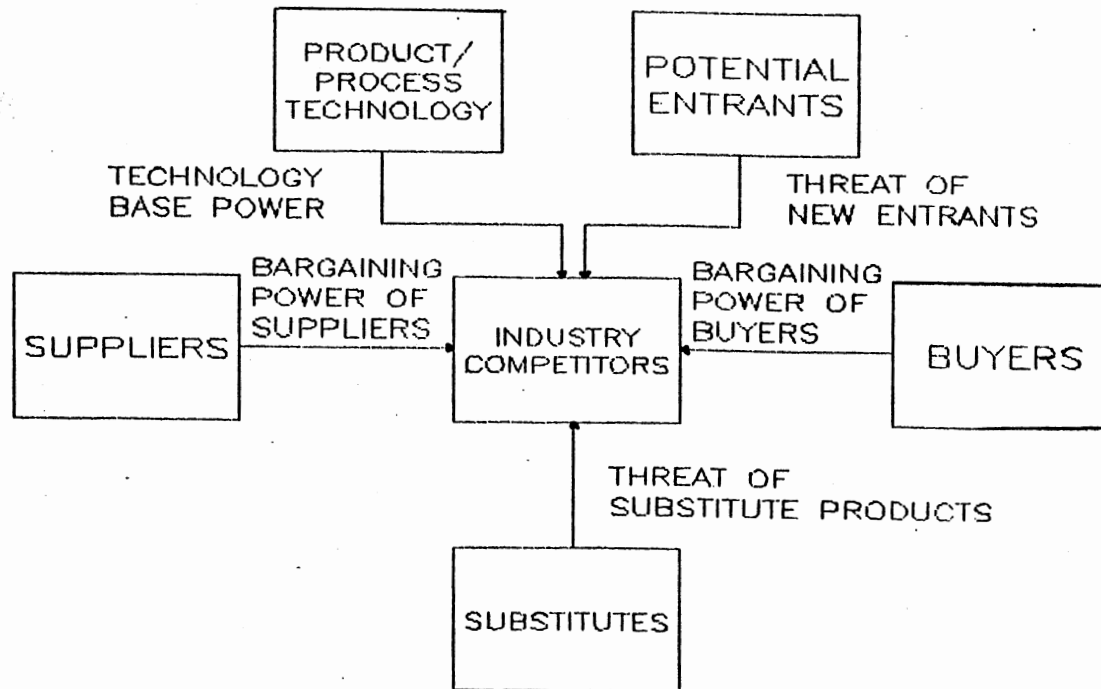 PRODUCT/
PROCESS
TECHNOLOGY
POTENTIAL
ENTRANTS
TECHNOLOGY
BASE POWER
THREAT OF
NEW ENTRANTS
BARGAINING
POWER OF
SUPPLIERS
BARGAINING
POWER OF
BUYERS
SUPPLIERS
INDUSTRY
COMPETITORS
BUYERS
THREAT OF
SUBSTITUTE PRODUCTS
SUBSTITUTES